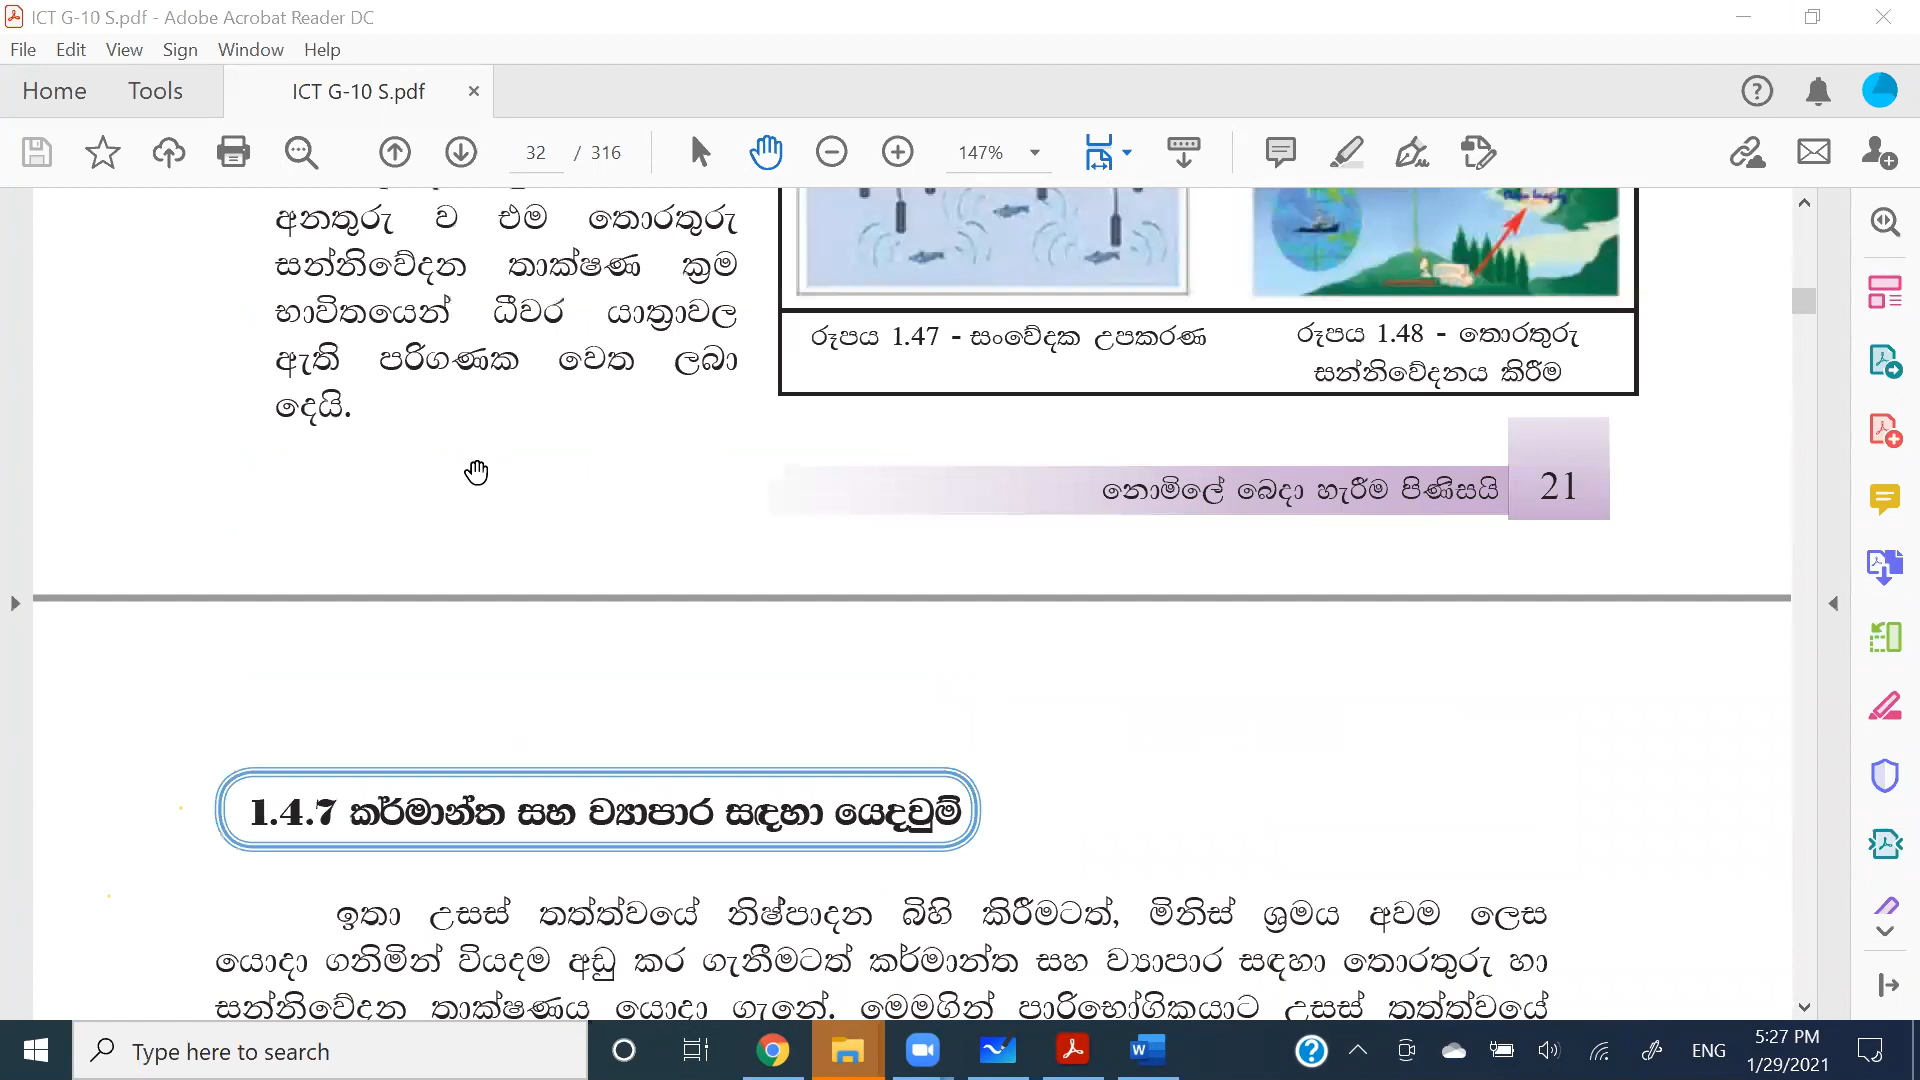 ICT G-10 S.pdf - Adobe Acrobat Reader DC
File Edit View Sign Window Help
Home Tools ICT G-10 S.pdf
32 / 316 147%
අනතුරු ව එම තොරතුරු
සන්නිවේදන තාක්ෂණ ක්‍රම
භාවිතයෙන් ධීවර යාත්‍රාවල
ඇති පරිගණක වෙත ලබා
දෙයි.
රූපය 1.47 - සංවේදක උපකරණ
රූපය 1.48 - තොරතුරු
සන්නිවේදනය කිරීම
නොමිලේ බෙදා හැරීම පිණිසයි 21
1.4.7 කර්මාන්ත සහ ව්‍යාපාර සඳහා යෙදවුම්
ඉතා උසස් තත්ත්වයේ නිෂ්පාදන බිහි කිරීමටත්, මිනිස් ශ්‍රමය අවම ලෙස
යොදා ගනිමින් වියදම අඩු කර ගැනීමටත් කර්මාන්ත සහ ව්‍යාපාර සඳහා තොරතුරු හා
සන්නිවේදන තාක්ෂණය යොදා ගැනේ. මෙමගින් පාරිභෝගිකයාට උසස් තත්ත්වයේ
Type here to search
ENG
5:27 PM
1/29/2021